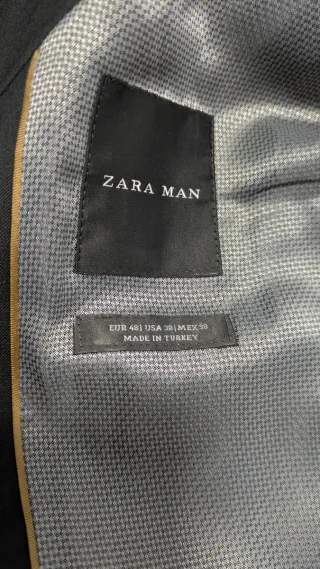 ZARA MAN
EUR 48 | USA 38 | MEX 38
MADE IN TURKEY